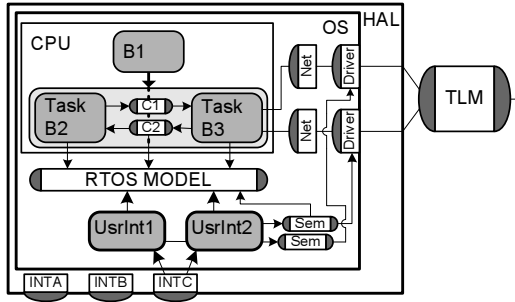 HAL
OS
CPU
B1
Net
Driver
TLM
Task
B2
C1
C2
Task
B3
Net
Driver
RTOS MODEL
UsrInt1
UsrInt2
Sem
Sem
INTA
INTB
INTC